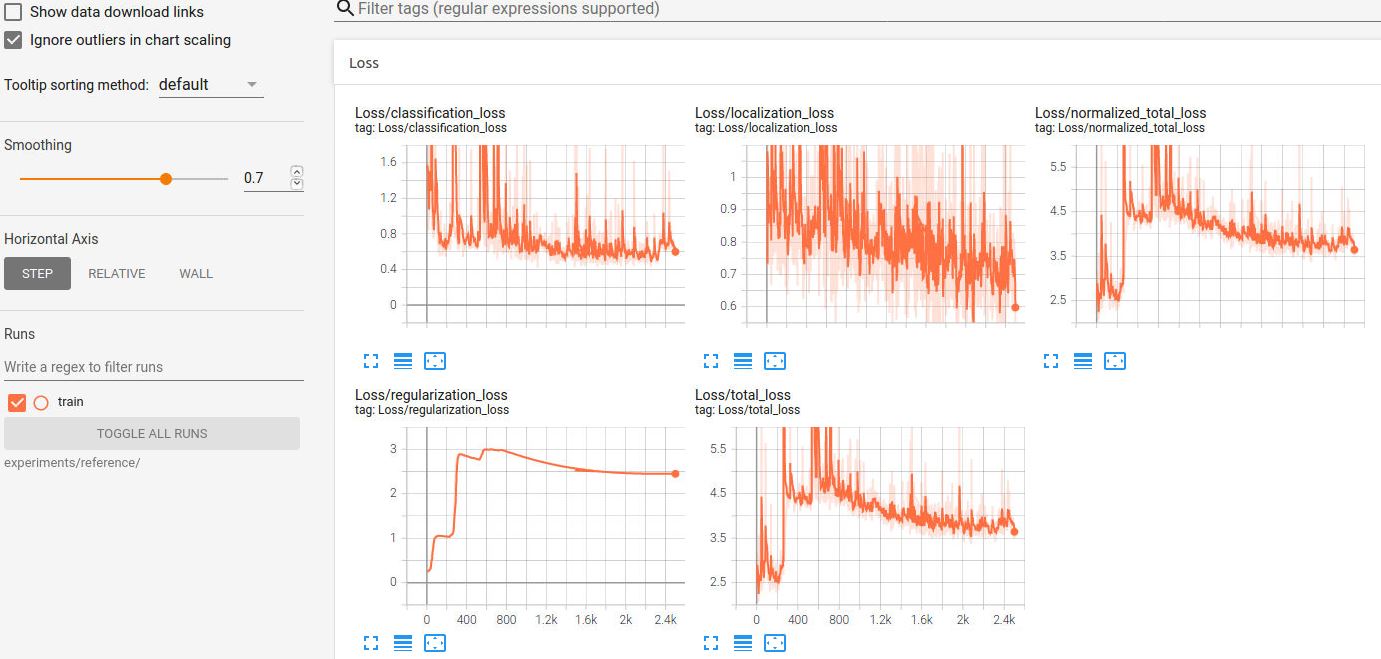 Show data download links
Ignore outliers in chart scaling
Tooltip sorting method: default
Smoothing
0.7
Horizontal Axis
STEP RELATIVE WALL
Runs
Write a regex to filter runs
train
TOGGLE ALL RUNS
experiments/reference/
Filter tags (regular expressions supported)
Loss
Loss/classification_loss
tag: Loss/classification_loss
1.6
1.2
0.8
0.4
0
Loss/localization_loss
tag: Loss/localization_loss
1
0.9
0.8
0.7
0.6
Loss/normalized_total_loss
tag: Loss/normalized_total_loss
5.5
4.5
3.5
2.5
Loss/regularization_loss
tag: Loss/regularization_loss
3
2
1
0
0 400 800 1.2k 1.6k 2k 2.4k
Loss/total_loss
tag: Loss/total_loss
5.5
4.5
3.5
2.5
0 400 800 1.2k 1.6k 2k 2.4k